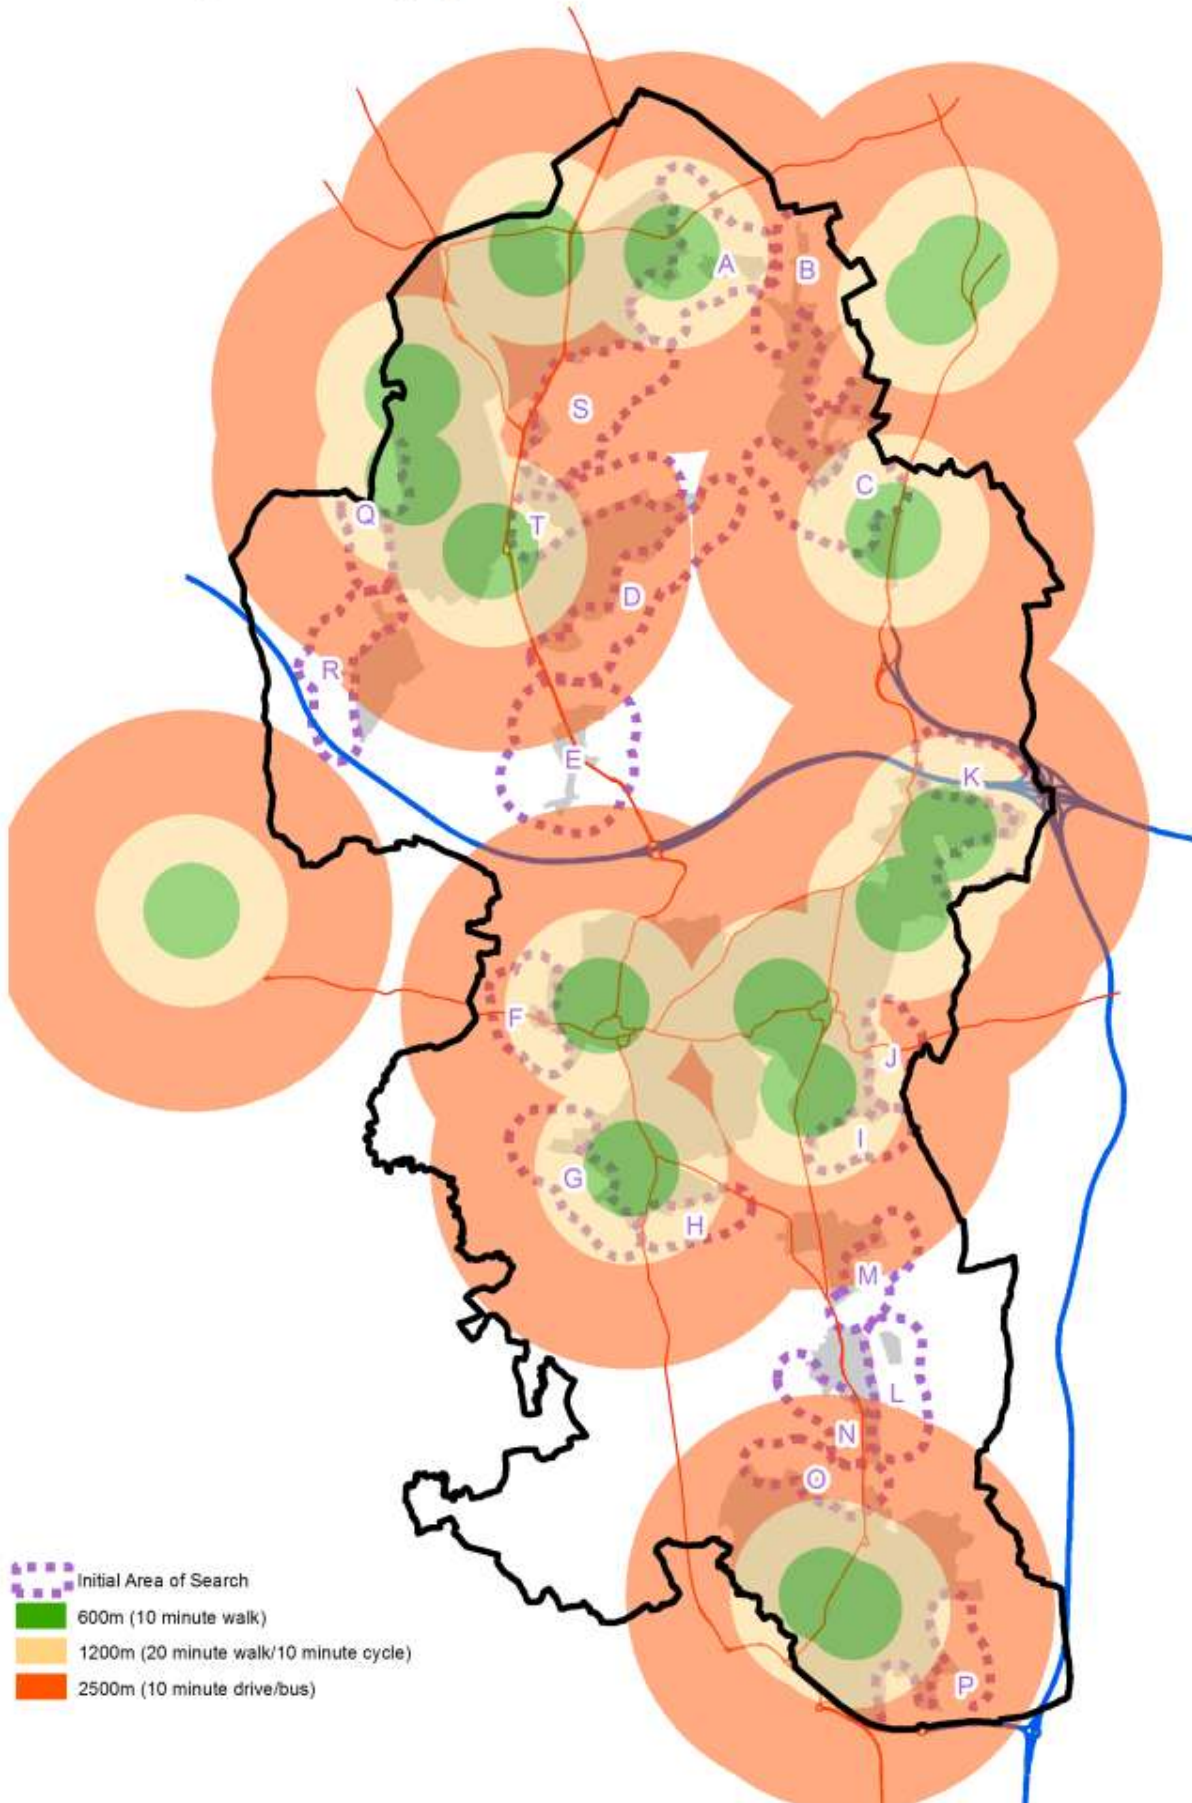 A
B
S
C
Q
T
D
R
E
K
F
J
I
G
H
M
L
N
O
P
Initial Area of Search
600m (10 minute walk)
1200m (20 minute walk/10 minute cycle)
2500m (10 minute drive/bus)